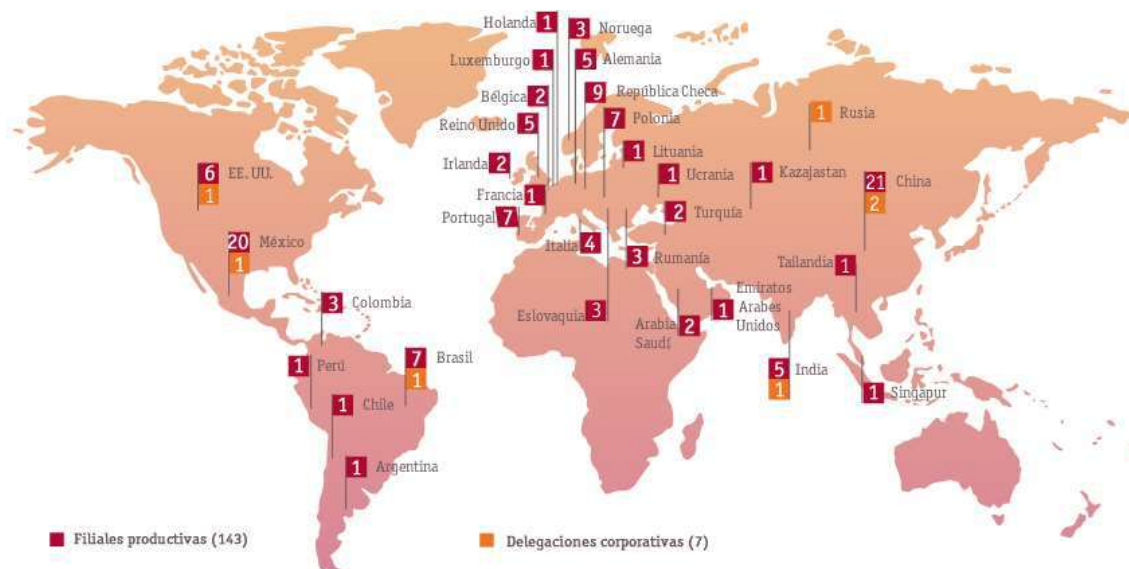 Holanda 1
3 Noruega
Luxemburgo 1
5 Alemania
Bélgica 2
9 República Checa
Reino Unido 5
7 Polonia
1 Rusia
Irlanda 2
1 Lituania
6 EE. UU.
1
1 Ucrania
1 Kazajastan
21 China
2
Francia 1
Portugal 7
4
2 Turquía
20 México
1
Italia 4
3 Rumanía
Tailandia 1
3 Colombia
Eslovaquia 3
Arabia
Saudí 2
Emiratos
1 Arabes
Unidos
1 Perú
7 Brasil
1
5 India
1
1 Singapur
1 Chile
1 Argentina
Filiales productivas (143)
Delegaciones corporativas (7)